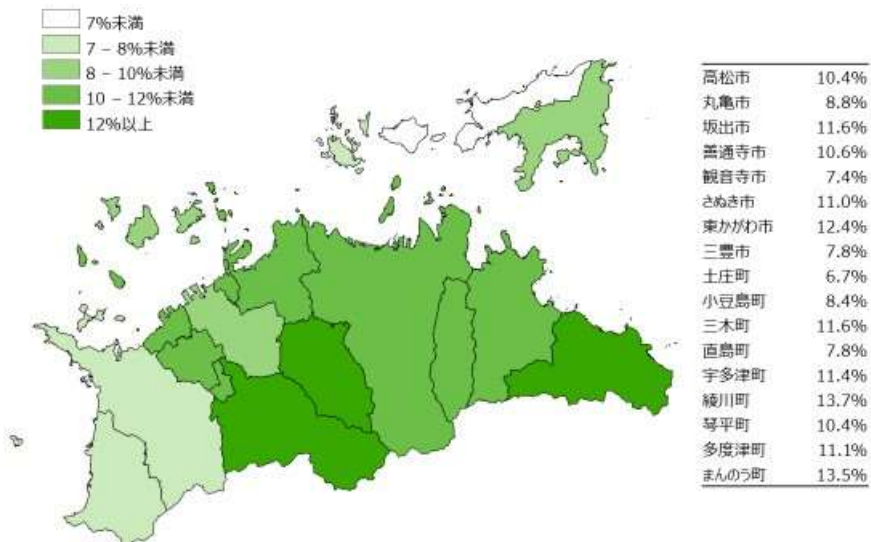 7%未満
7 – 8%未満
8 – 10%未満
10 – 12%未満
12%以上
高松市 10.4%
丸亀市 8.8%
坂出市 11.6%
善通寺市 10.6%
観音寺市 7.4%
さぬき市 11.0%
東かがわ市 12.4%
三豊市 7.8%
土庄町 6.7%
小豆島町 8.4%
三木町 11.6%
直島町 7.8%
宇多津町 11.4%
綾川町 13.7%
琴平町 10.4%
多度津町 11.1%
まんのう町 13.5%